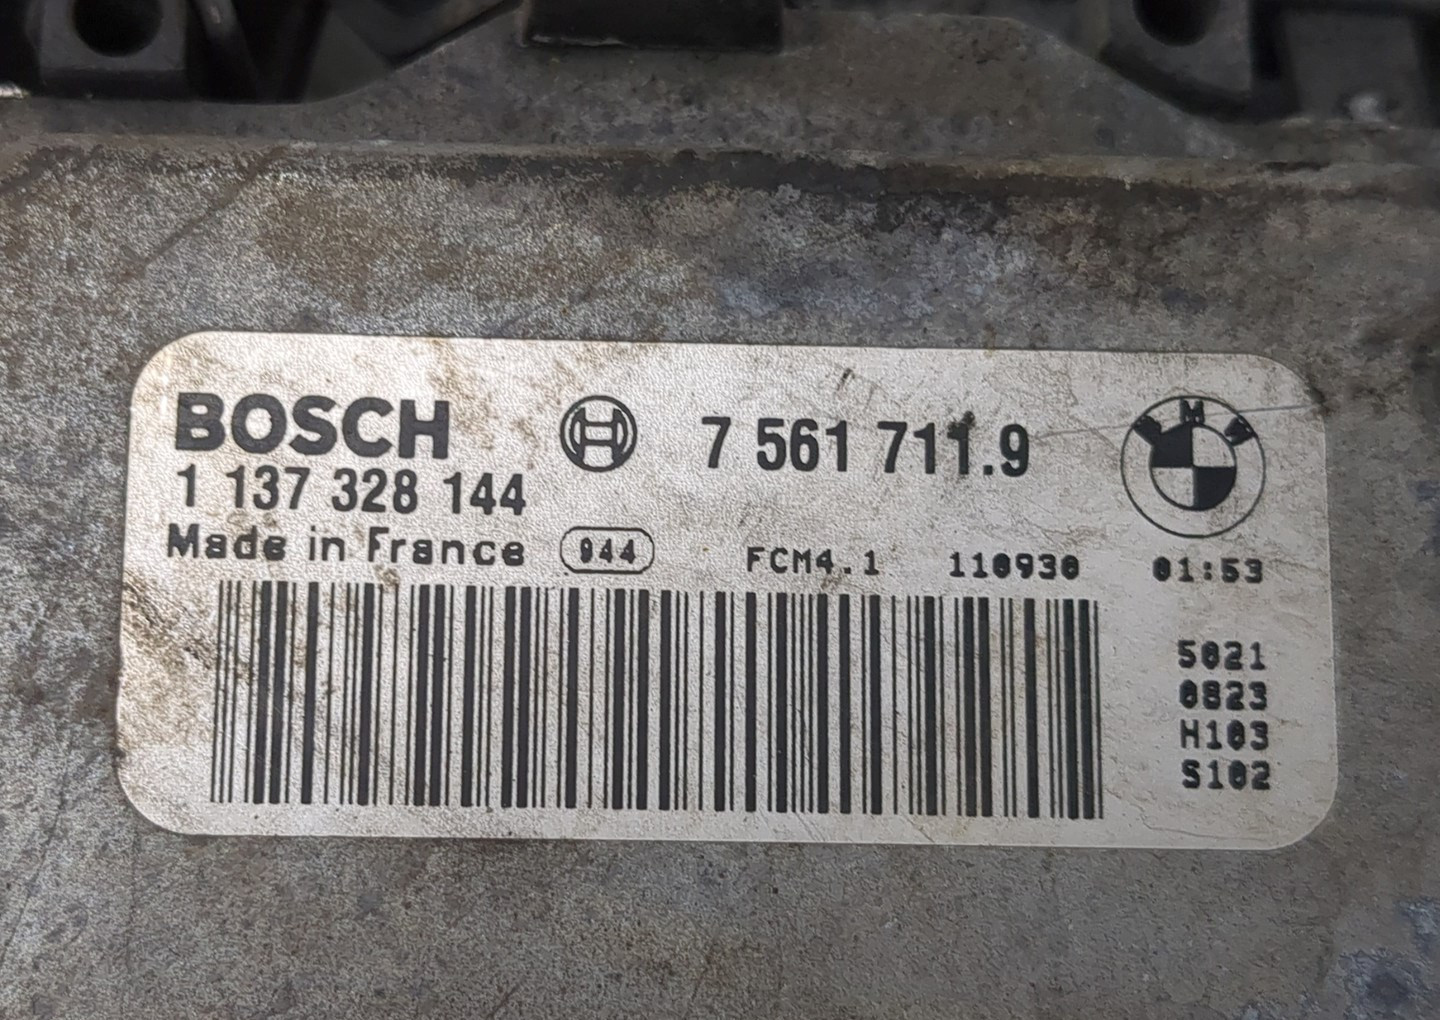 BOSCH 7 561 711.9 BMW
1 137 328 144
Made in France 944 FCM4.1 110930 01:53
5021
0823
H103
S102